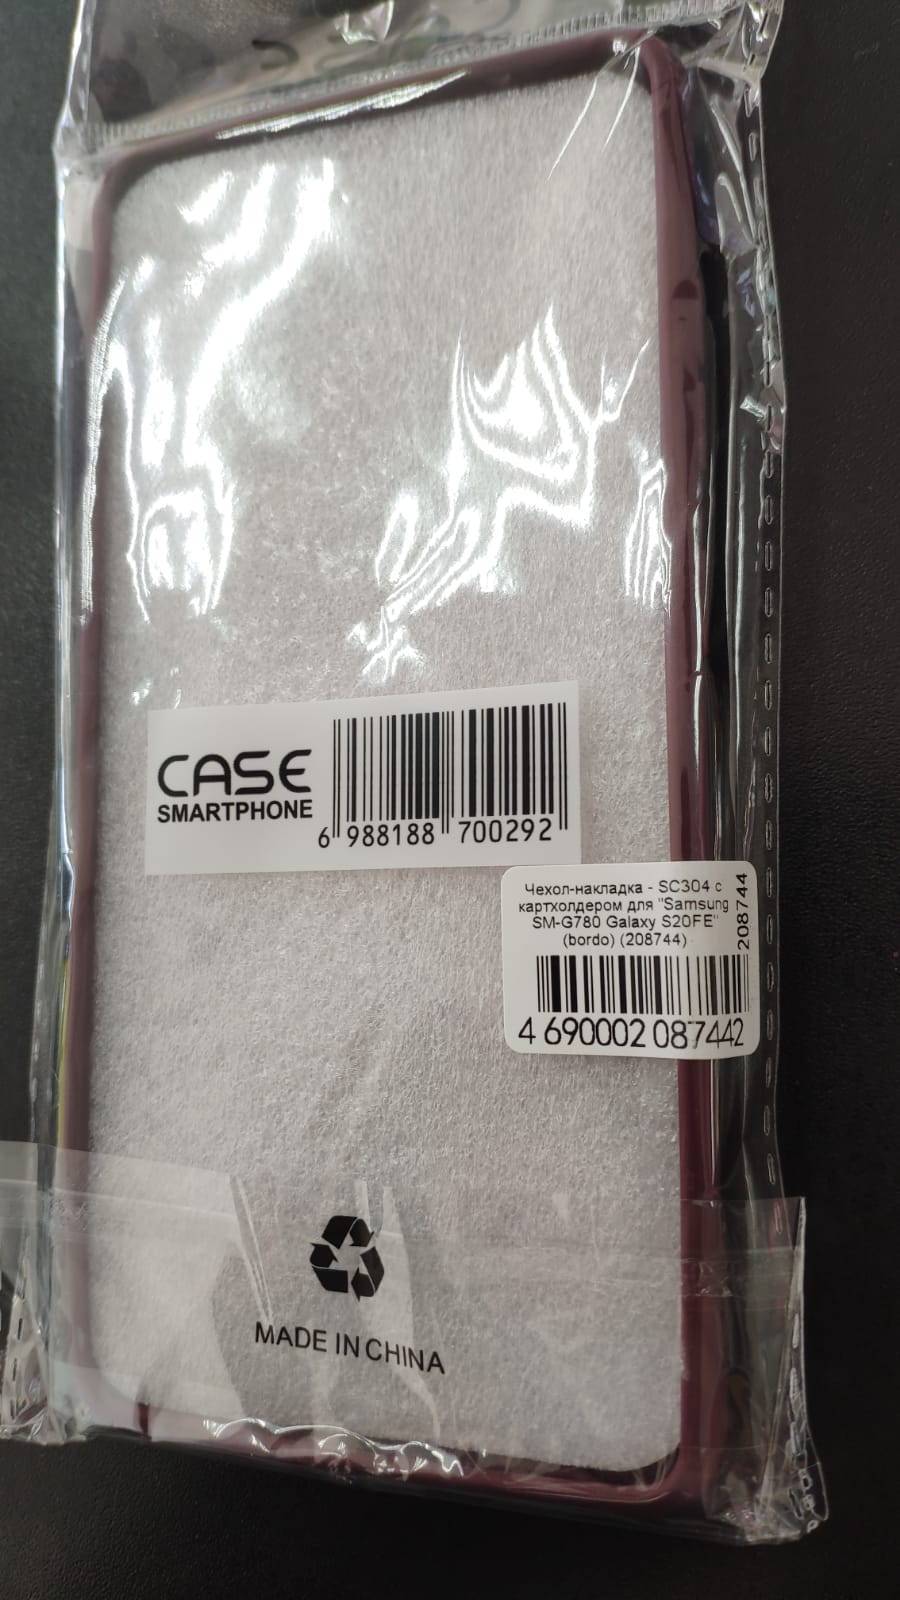 CASE
SMARTPHONE
6 988188 700292
Чехол-накладка - SC304 с
картхолдером для "Samsung
SM-G780 Galaxy S20FE"
(bordo) (208744)
208744
4 690002 087442
MADE IN CHINA